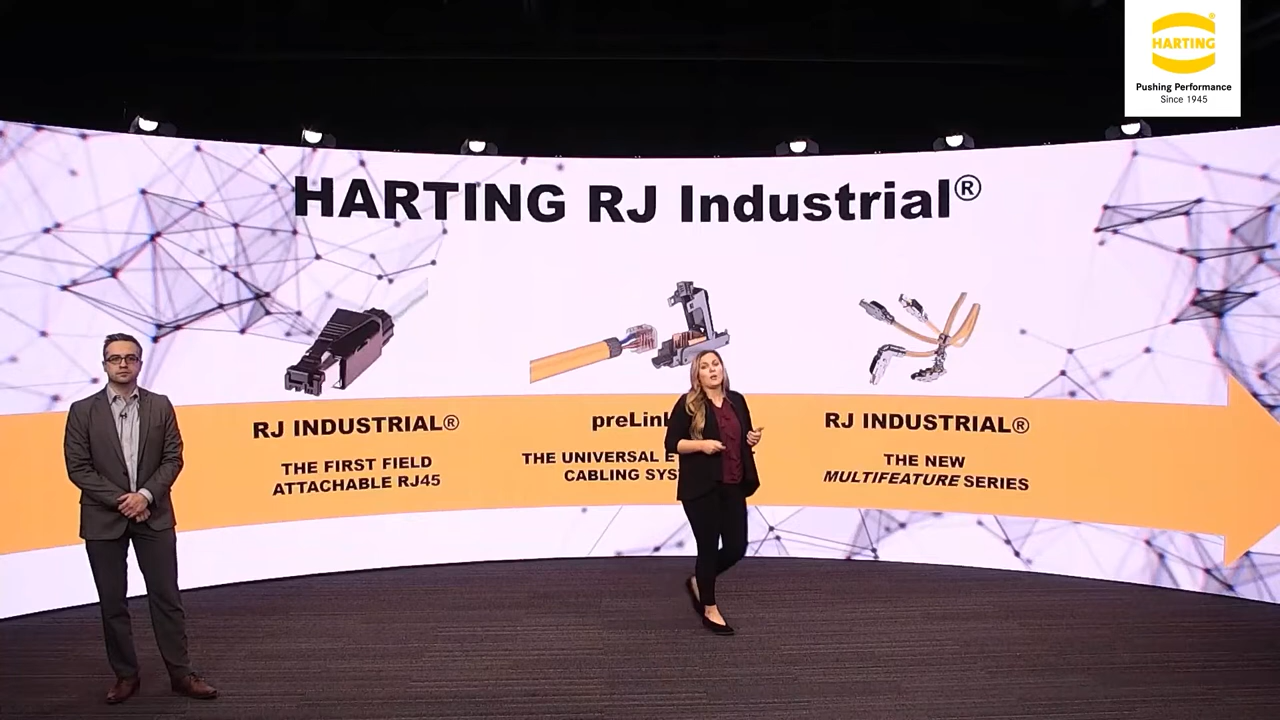 HARTING
Pushing Performance
Since 1945
HARTING RJ Industrial®
RJ INDUSTRIAL®
THE FIRST FIELD
ATTACHABLE RJ45
preLin
THE UNIVERSAL E
CABLING SYS
RJ INDUSTRIAL®
THE NEW
MULTIFEATURE SERIES